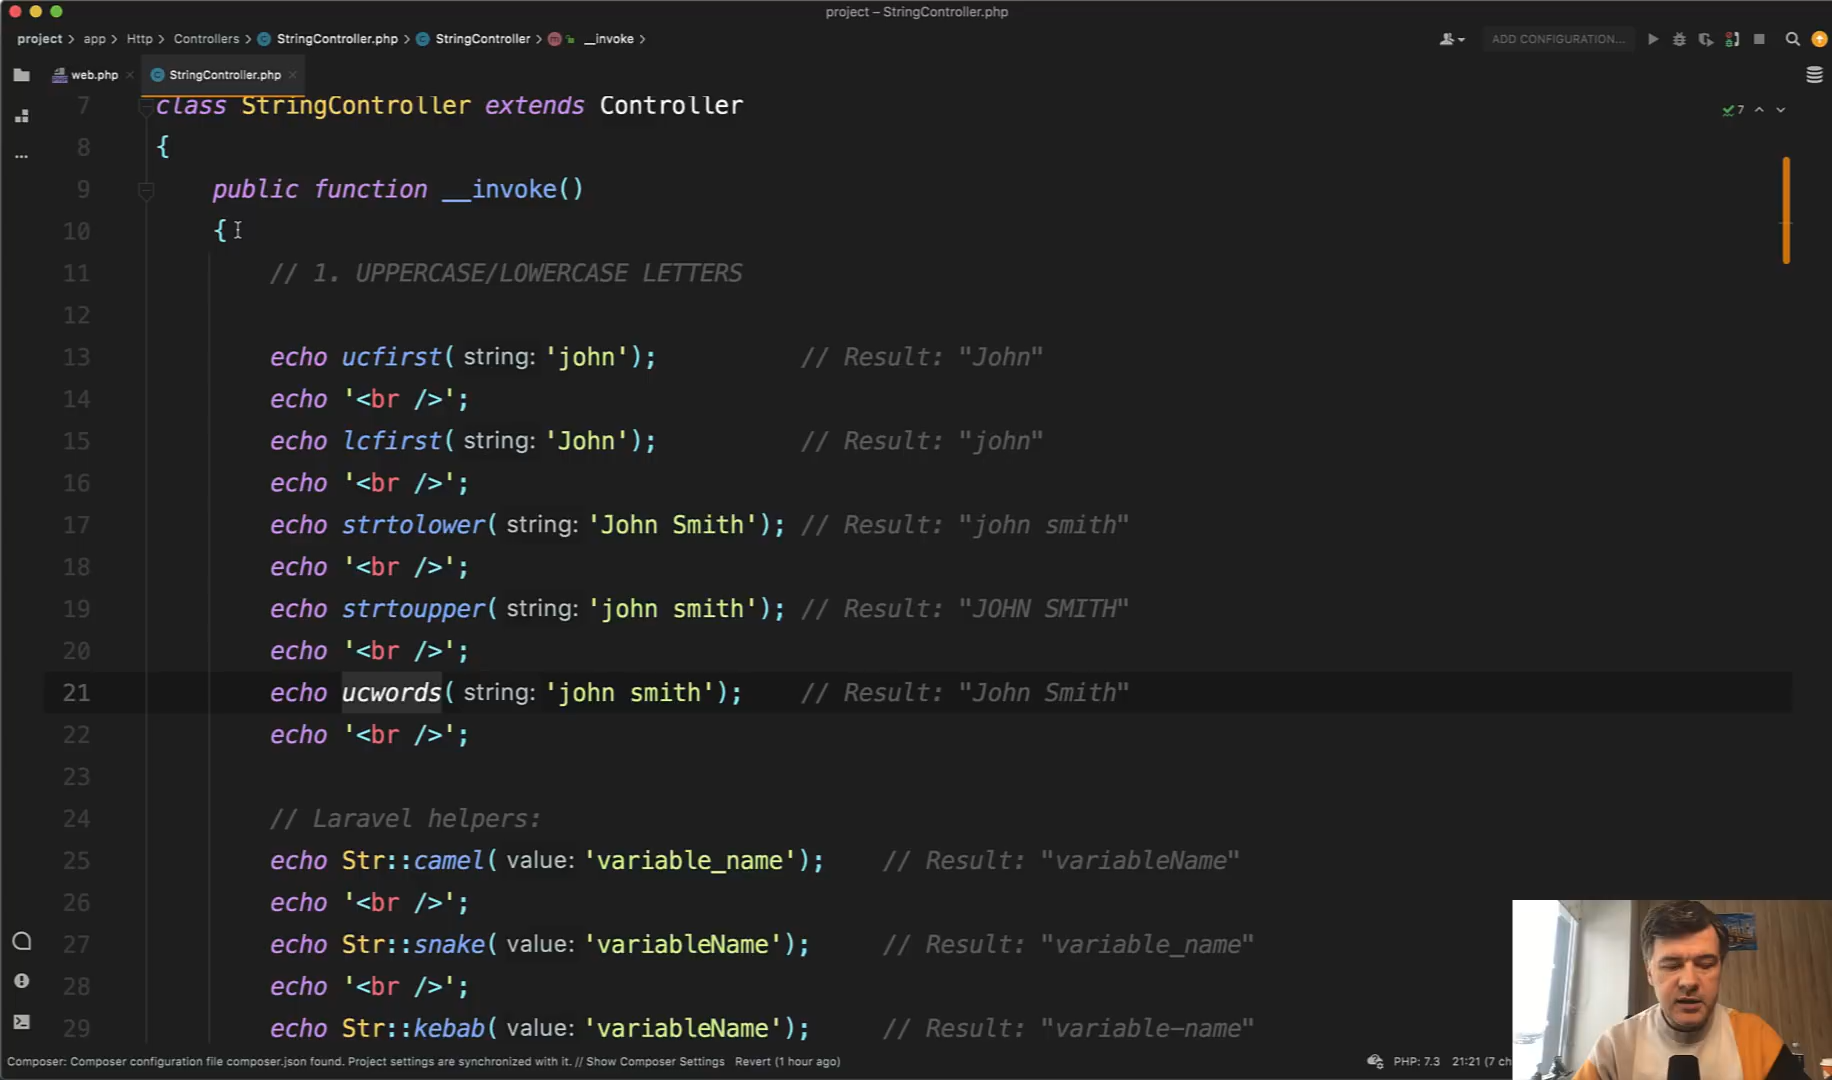 project – StringController.php
project > app > Http > Controllers > StringController.php > StringController > __invoke >
ADD CONFIGURATION...
web.php × StringController.php ×
7 class StringController extends Controller
7
8 {
9 public function __invoke()
10 {
11 // 1. UPPERCASE/LOWERCASE LETTERS
12
13 echo ucfirst( string: 'john'); // Result: "John"
14 echo '<br />';
15 echo lcfirst( string: 'John'); // Result: "john"
16 echo '<br />';
17 echo strtolower( string: 'John Smith'); // Result: "john smith"
18 echo '<br />';
19 echo strtoupper( string: 'john smith'); // Result: "JOHN SMITH"
20 echo '<br />';
21 echo ucwords( string: 'john smith'); // Result: "John Smith"
22 echo '<br />';
23
24 // Laravel helpers:
25 echo Str::camel( value: 'variable_name'); // Result: "variableName"
26 echo '<br />';
27 echo Str::snake( value: 'variableName'); // Result: "variable_name"
28 echo '<br />';
29 echo Str::kebab( value: 'variableName'); // Result: "variable-name"
Composer: Composer configuration file composer.json found. Project settings are synchronized with it. // Show Composer Settings Revert (1 hour ago)
PHP: 7.3 21:21 (7 ch